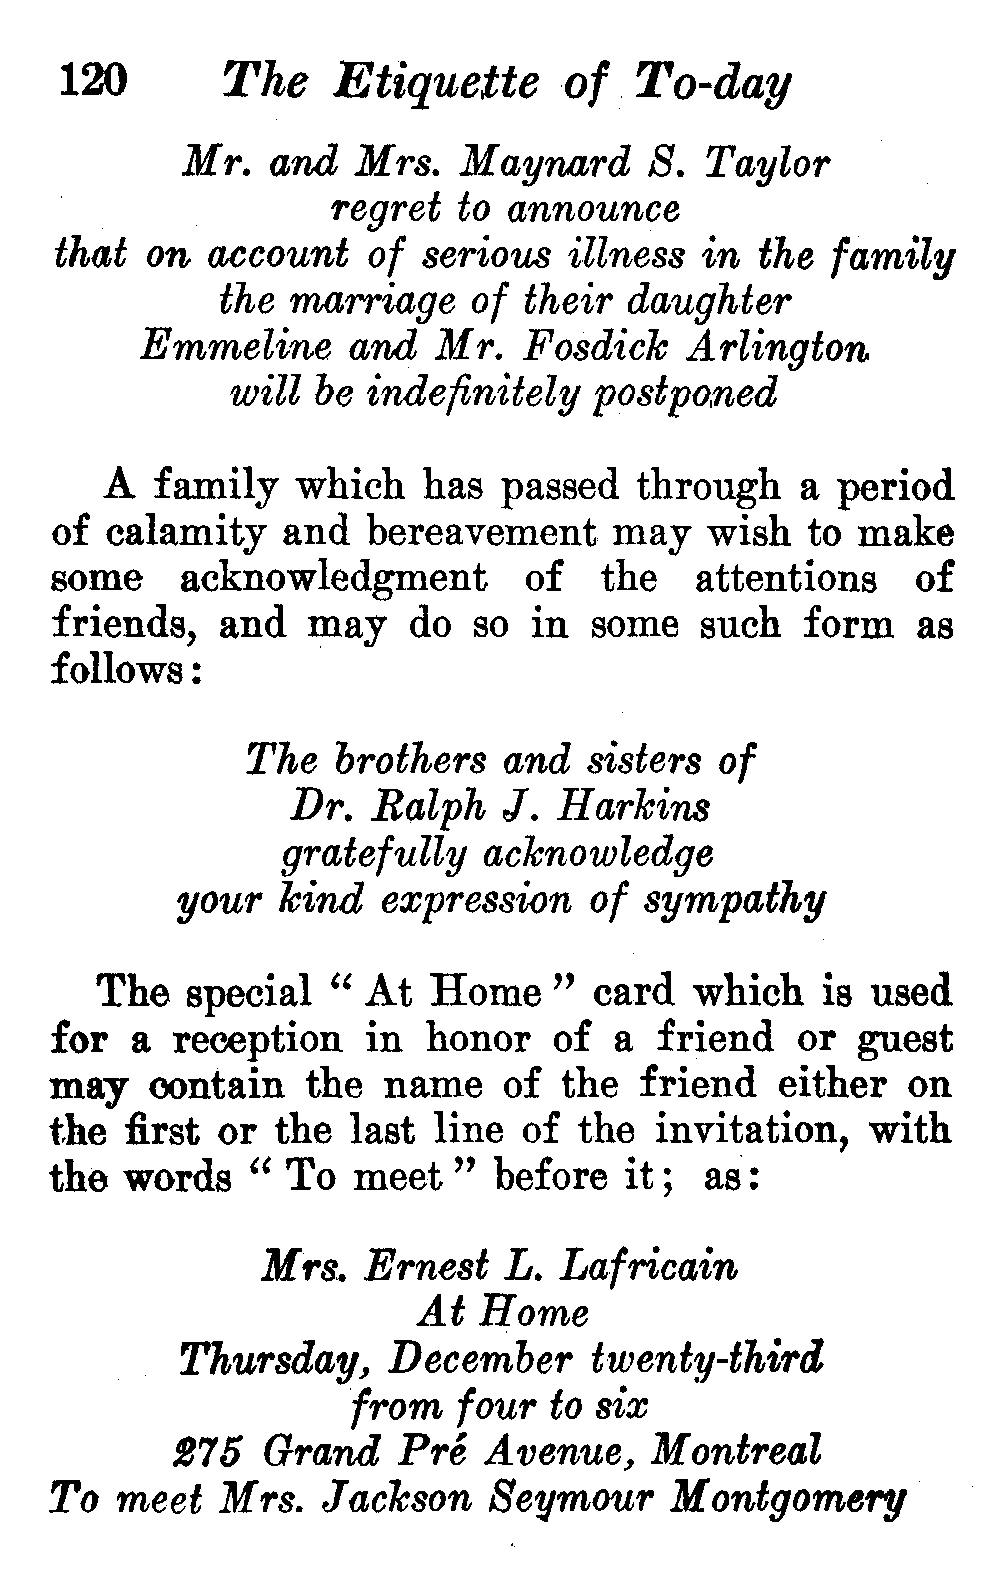 120 The Etiquette of To-day
Mr. and Mrs. Maynard S. Taylor
regret to announce
that on account of serious illness in the family
the marriage of their daughter
Emmeline and Mr. Fosdick Arlington
will be indefinitely postponed
A family which has passed through a period
of calamity and bereavement may wish to make
some acknowledgment of the attentions of
friends, and may do so in some such form as
follows:
The brothers and sisters of
Dr. Ralph J. Harkins
gratefully acknowledge
your kind expression of sympathy
The special “ At Home ” card which is used
for a reception in honor of a friend or guest
may contain the name of the friend either on
the first or the last line of the invitation, with
the words “ To meet ” before it; as:
Mrs. Ernest L. Lafricain
At Home
Thursday, December twenty-third
from four to six
275 Grand Pré Avenue, Montreal
To meet Mrs. Jackson Seymour Montgomery